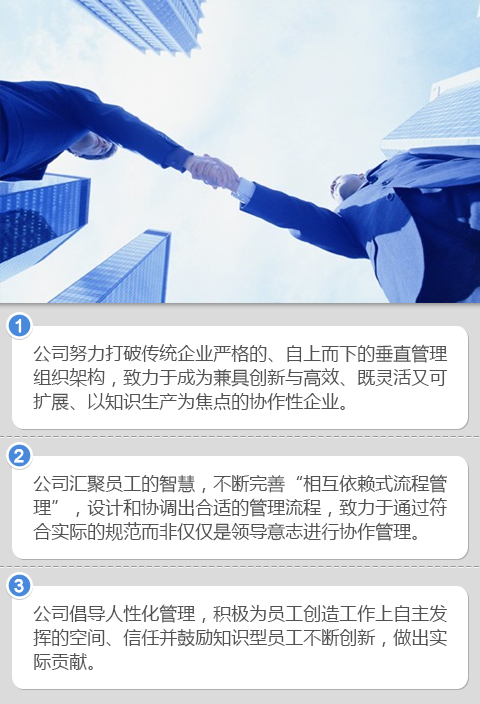 1
公司努力打破传统企业严格的、自上而下的垂直管理
组织架构，致力于成为兼具创新与高效、既灵活又可
扩展、以知识生产为焦点的协作性企业。
2
公司汇聚员工的智慧，不断完善“相互依赖式流程管
理”，设计和协调出合适的管理流程，致力于通过符
合实际的规范而非仅仅是领导意志进行协作管理。
3
公司倡导人性化管理，积极为员工创造工作上自主发
挥的空间、信任并鼓励知识型员工不断创新，做出实
际贡献。